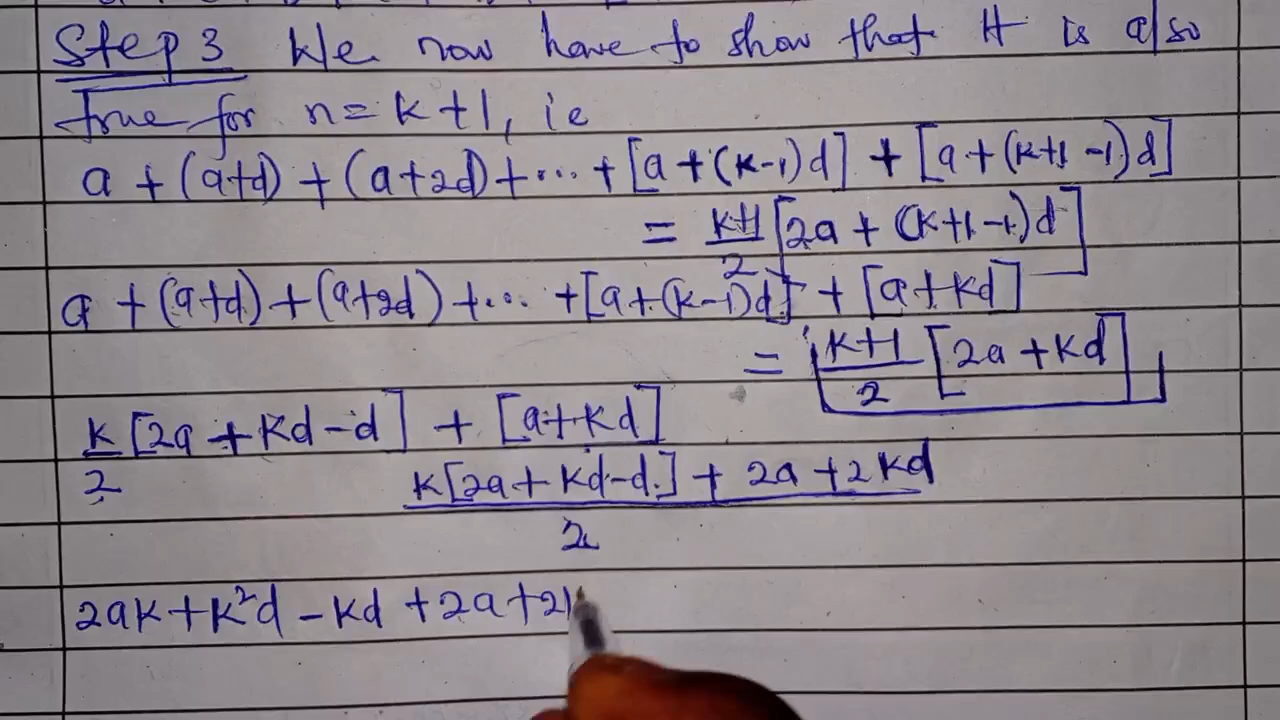 Step 3 We now have to show that it is also
true for n = k+1, ie
a + (a+d) + (a+2d) + ... + [a + (k-1)d] + [a + (k+1-1)d]
= k+1/2 [2a + (k+1-1)d]
a + (a+d) + (a+2d) + ... + [a + (k-1)d] + [a + kd]
= k+1/2 [2a + kd]
k/2 [2a + kd - d] + [a + kd]
k[2a + kd - d] + 2a + 2kd
2
2ak + k²d - kd + 2a + 2